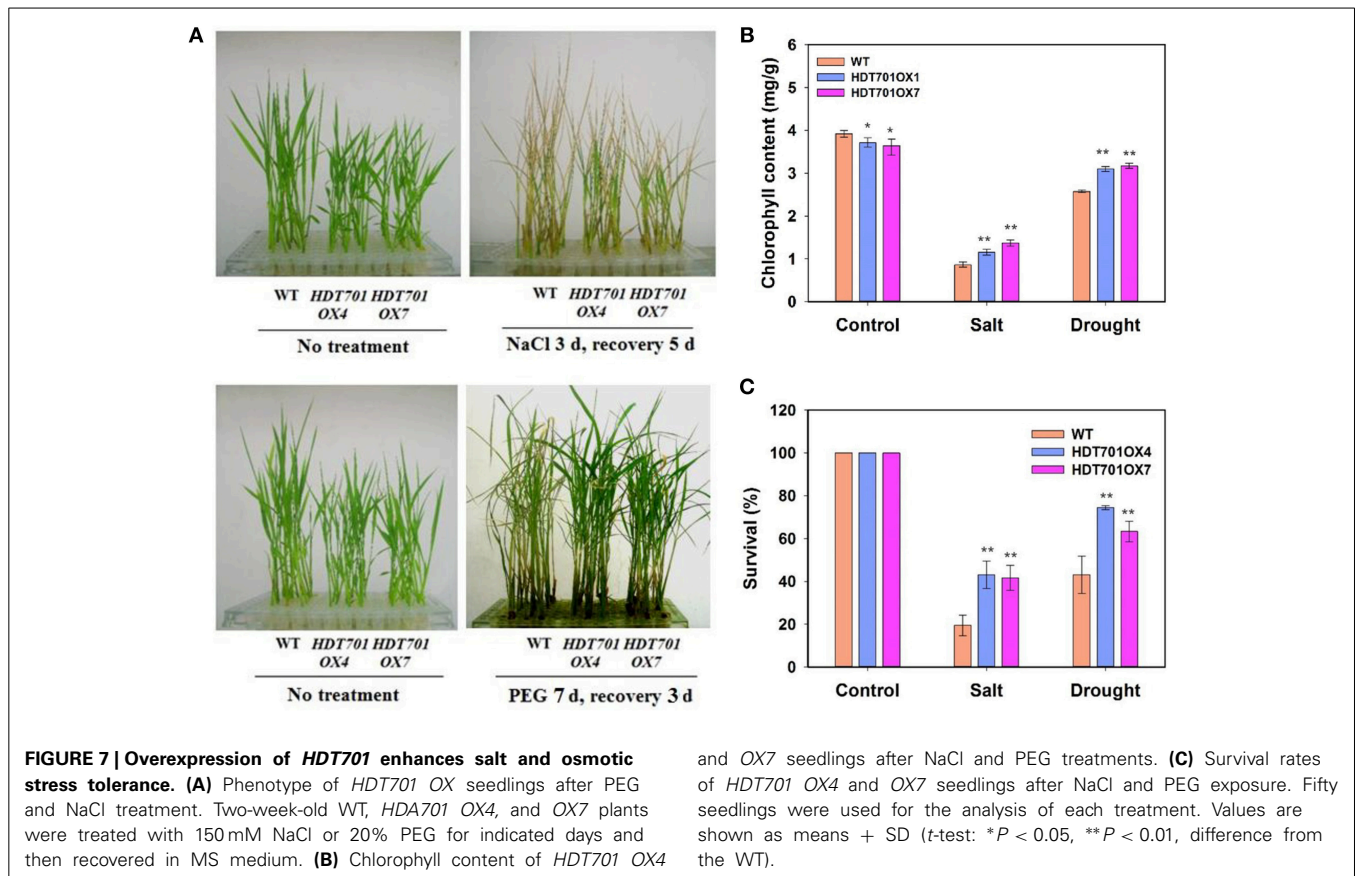 A
WT HDT701 HDT701
OX4 OX7
No treatment
WT HDT701 HDT701
OX4 OX7
NaCl 3 d, recovery 5 d
WT HDT701 HDT701
OX4 OX7
No treatment
WT HDT701 HDT701
OX4 OX7
PEG 7 d, recovery 3 d
B
Chlorophyll content (mg/g)
6
5
4
3
2
1
0
WT
HDT701OX1
HDT701OX7
* *
** **
** **
Control Salt Drought
C
Survival (%)
120
100
80
60
40
20
0
WT
HDT701OX4
HDT701OX7
** **
** **
Control Salt Drought
FIGURE 7 | Overexpression of HDT701 enhances salt and osmotic
stress tolerance. (A) Phenotype of HDT701 OX seedlings after PEG
and NaCl treatment. Two-week-old WT, HDA701 OX4, and OX7 plants
were treated with 150 mM NaCl or 20% PEG for indicated days and
then recovered in MS medium. (B) Chlorophyll content of HDT701 OX4
and OX7 seedlings after NaCl and PEG treatments. (C) Survival rates
of HDT701 OX4 and OX7 seedlings after NaCl and PEG exposure. Fifty
seedlings were used for the analysis of each treatment. Values are
shown as means + SD (t-test: *P < 0.05, **P < 0.01, difference from
the WT).